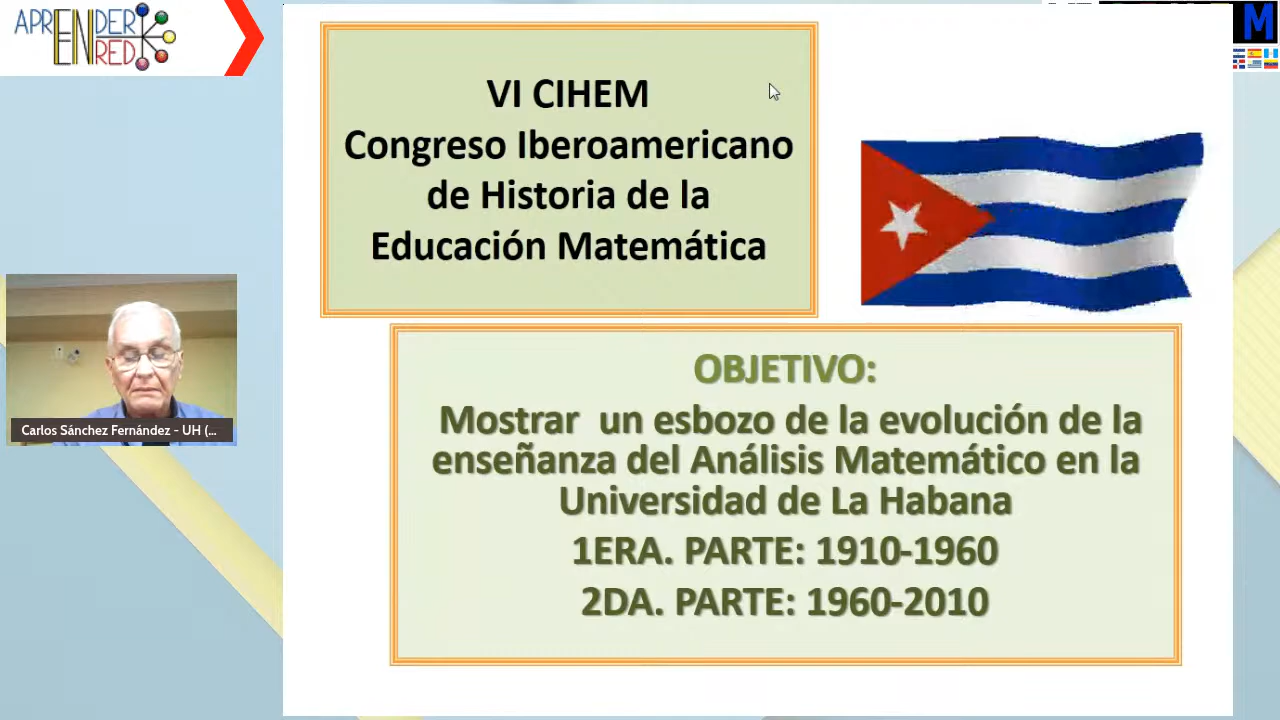 APRENDER
EN RED
M
VI CIHEM
Congreso Iberoamericano
de Historia de la
Educación Matemática
OBJETIVO:
Mostrar un esbozo de la evolución de la
enseñanza del Análisis Matemático en la
Universidad de La Habana
1ERA. PARTE: 1910-1960
2DA. PARTE: 1960-2010
Carlos Sánchez Fernández - UH (...